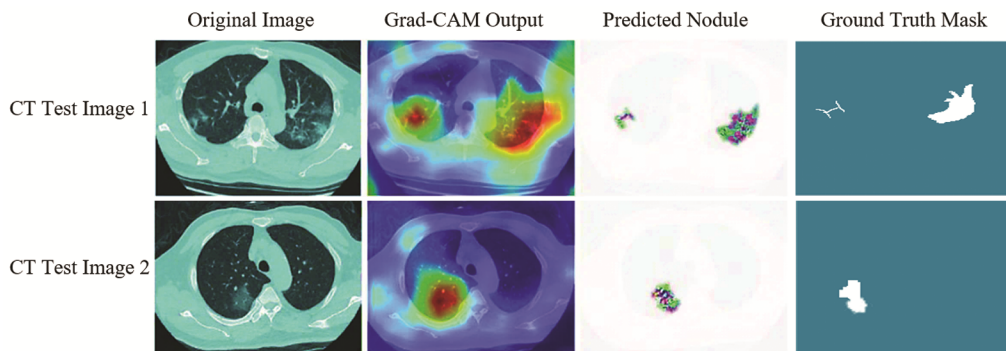 Original Image Grad-CAM Output Predicted Nodule Ground Truth Mask
CT Test Image 1
CT Test Image 2